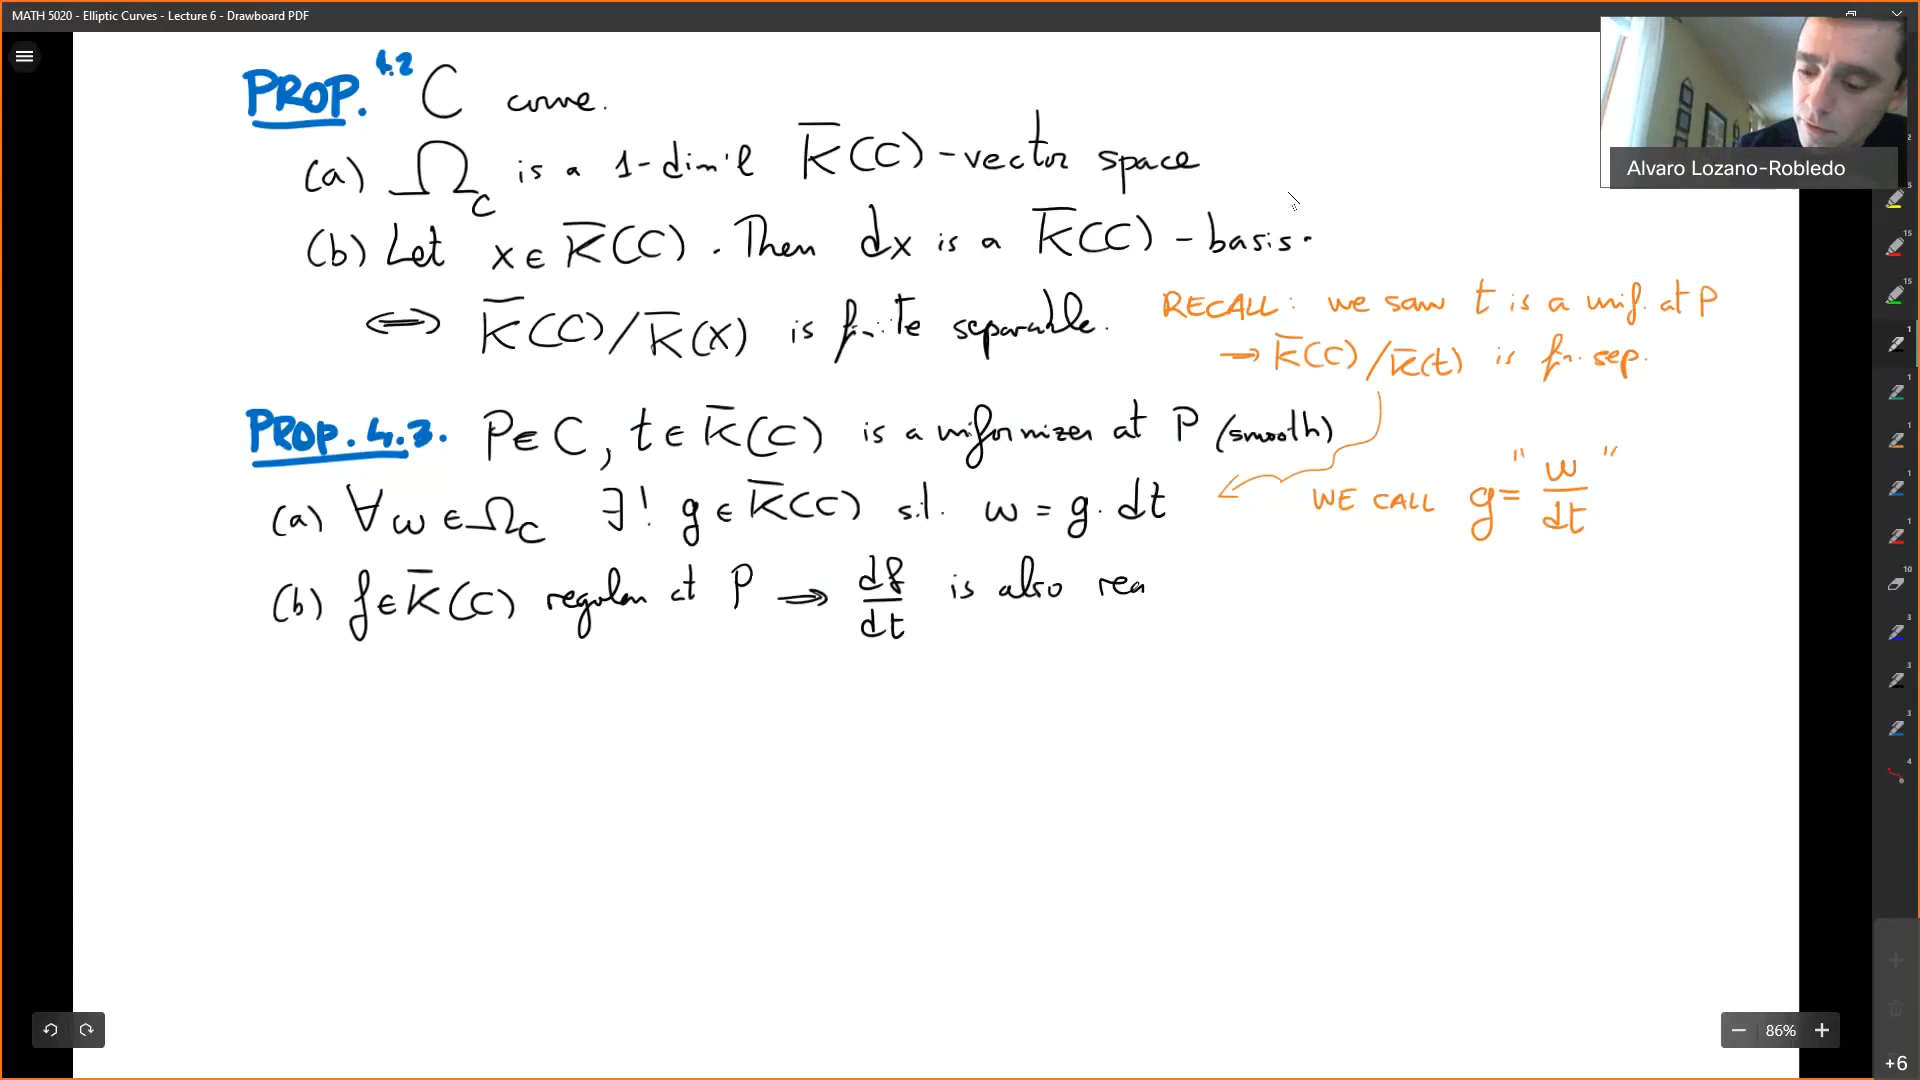 MATH 5020 - Elliptic Curves - Lecture 6 - Drawboard PDF
Alvaro Lozano-Robledo
PROP. 4.2 C curve.
(a) Ω_C is a 1-dim'l K̅(C)-vector space
(b) Let x ∈ K̅(C). Then dx is a K̅(C)-basis.
⟺ K̅(C)/K̅(x) is finite separable.
RECALL: we saw t is a unif. at P
→ K̅(C)/K̅(t) is fin. sep.
PROP. 4.3. P ∈ C, t ∈ K̅(C) is a uniformizer at P (smooth)
(a) ∀ w ∈ Ω_C ∃! g ∈ K̅(C) s.t. w = g · dt
WE CALL g = "w/dt"
(b) f ∈ K̅(C) regular at P ⇒ df/dt is also reg
86%
+6